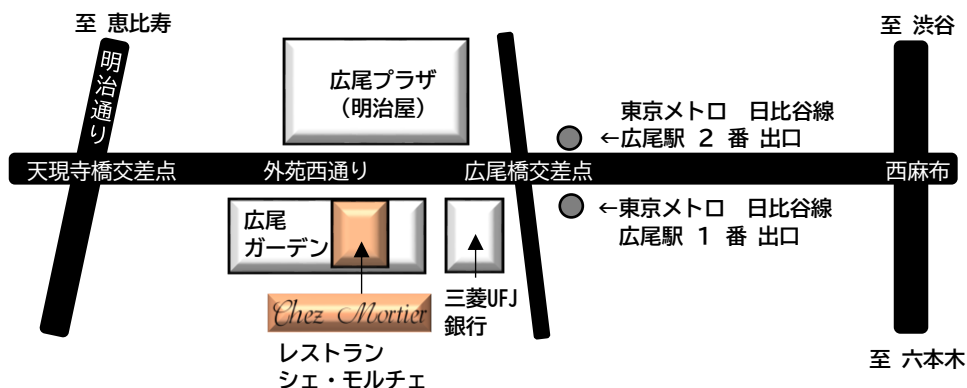 至 恵比寿
至 渋谷
明治通り
広尾プラザ
（明治屋）
東京メトロ 日比谷線
←広尾駅 2 番 出口
天現寺橋交差点
外苑西通り
広尾橋交差点
西麻布
広尾
ガーデン
←東京メトロ 日比谷線
広尾駅 1 番 出口
Chez Mortier
三菱UFJ
銀行
レストラン
シェ・モルチェ
至 六本木